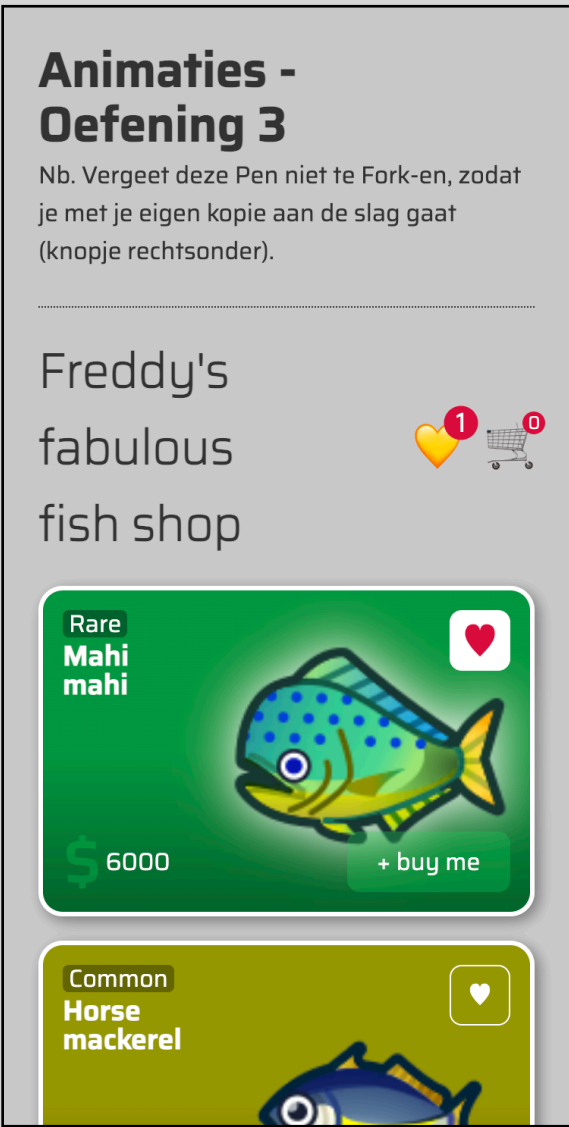 Animaties -
Oefening 3
Nb. Vergeet deze Pen niet te Fork-en, zodat
je met je eigen kopie aan de slag gaat
(knopje rechtsonder).
Freddy's
fabulous
fish shop
1
0
Rare
Mahi
mahi
$ 6000
+ buy me
Common
Horse
mackerel